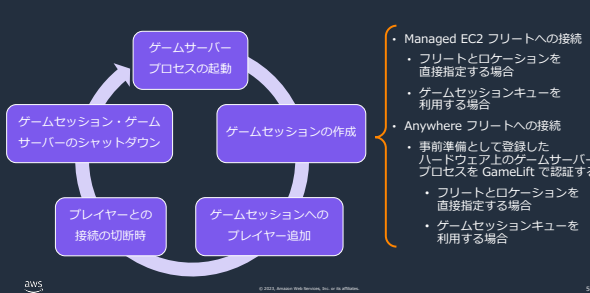 ゲームサーバー
プロセスの起動
ゲームセッションの作成
ゲームセッションへの
プレイヤー追加
プレイヤーとの
接続の切断時
ゲームセッション・ゲーム
サーバーのシャットダウン
• Managed EC2 フリートへの接続
• フリートとロケーションを
直接指定する場合
• ゲームセッションキューを
利用する場合
• Anywhere フリートへの接続
• 事前準備として登録した
ハードウェア上のゲームサーバー
プロセスを GameLift で認証する
• フリートとロケーションを
直接指定する場合
• ゲームセッションキューを
利用する場合
aws
© 2023, Amazon Web Services, Inc. or its affiliates.